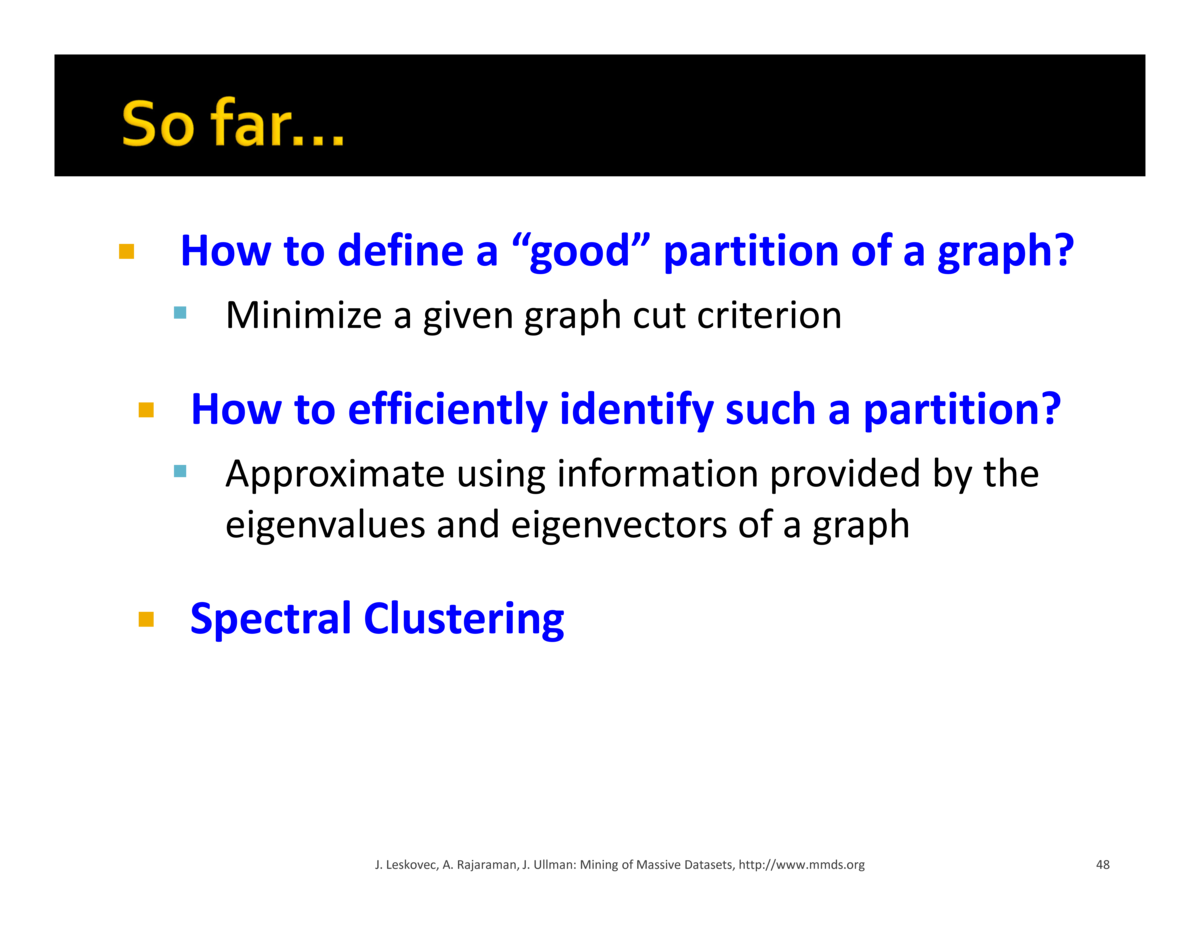 So far...
How to define a “good” partition of a graph?
Minimize a given graph cut criterion
How to efficiently identify such a partition?
Approximate using information provided by the
eigenvalues and eigenvectors of a graph
Spectral Clustering
J. Leskovec, A. Rajaraman, J. Ullman: Mining of Massive Datasets, http://www.mmds.org
48